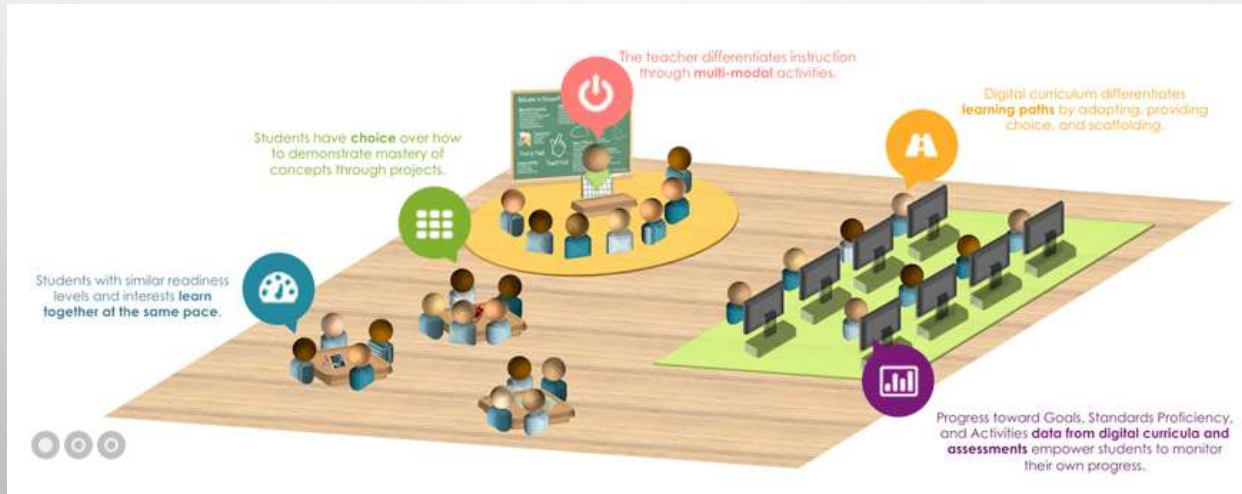 The teacher differentiates instruction
through multi-modal activities.
Digital curriculum differentiates
learning paths by adopting, providing
choice, and scaffolding.
Students have choice over how
to demonstrate mastery of
concepts through projects.
Students with similar readiness
levels and interests learn
together at the same pace.
Progress toward Goals, Standards Proficiency,
and Activities data from digital curricula and
assessments empower students to monitor
their own progress.